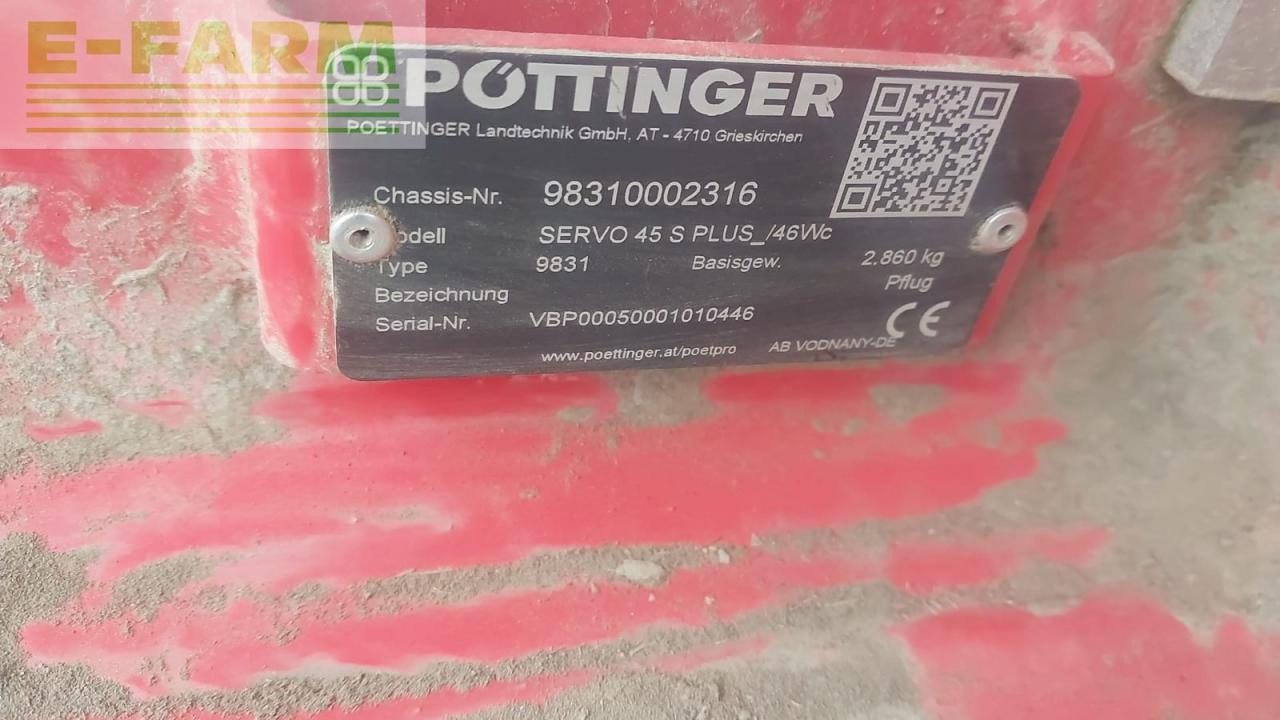 E-FARM
PÖTTINGER
POETTINGER Landtechnik GmbH, AT - 4710 Grieskirchen
Chassis-Nr. 98310002316
odell SERVO 45 S PLUS_/46Wc
Type 9831 Basisgew. 2.860 kg
Bezeichnung Pflug
Serial-Nr. VBP00050001010446
CE
www.poettinger.at/poetpro AB VODNANY-DE